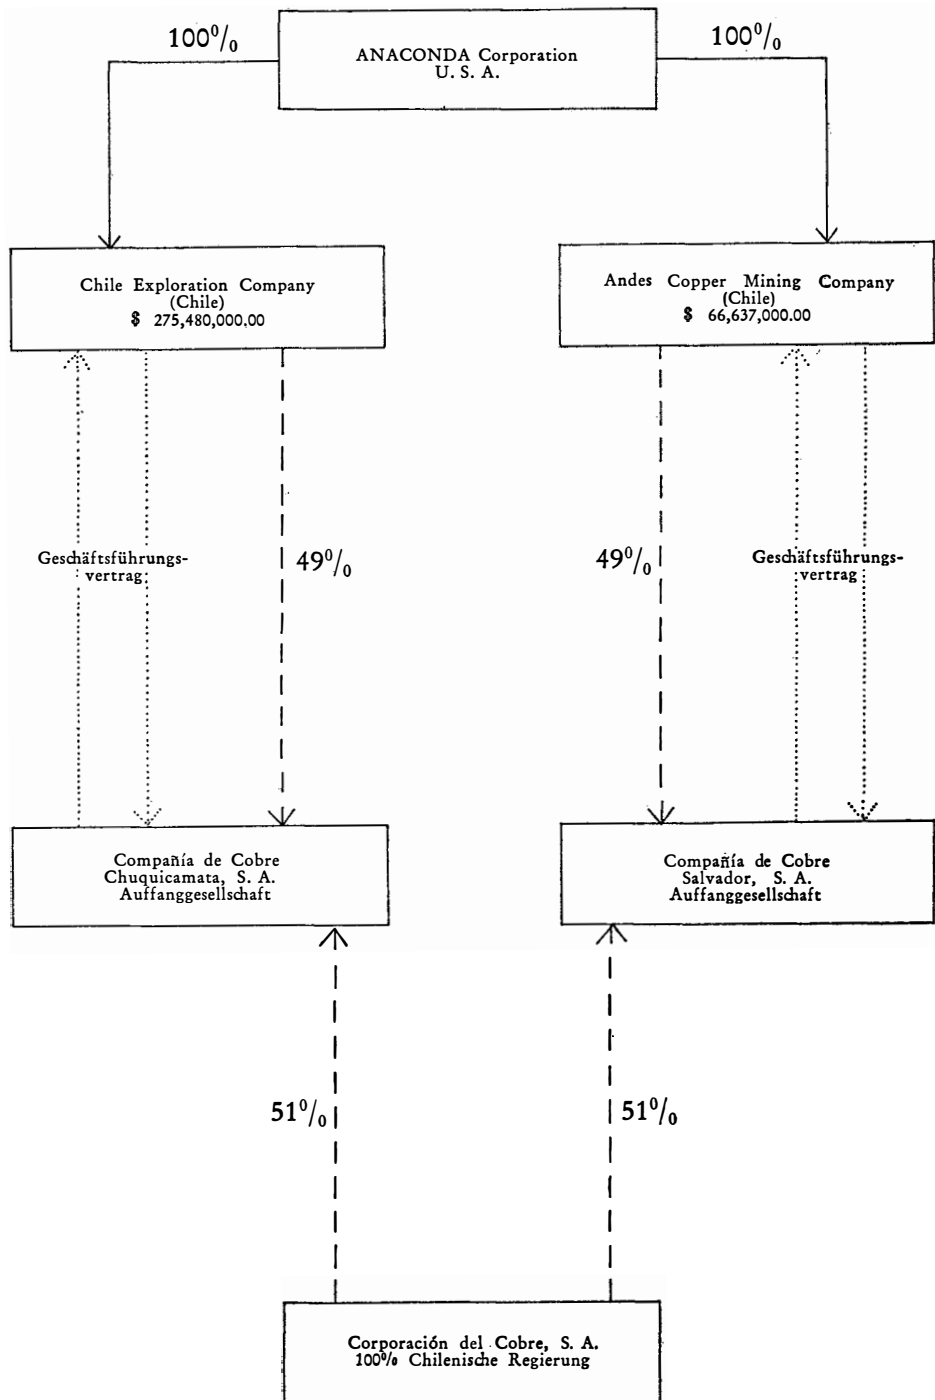 100%
ANACONDA Corporation
U. S. A.
100%
Chile Exploration Company
(Chile)
$ 275,480,000.00
Andes Copper Mining Company
(Chile)
$ 66,637,000.00
Geschäftsführungs-
vertrag
49%
49%
Geschäftsführungs-
vertrag
Compañía de Cobre
Chuquicamata, S. A.
Auffanggesellschaft
Compañía de Cobre
Salvador, S. A.
Auffanggesellschaft
51%
51%
Corporación del Cobre, S. A.
100% Chilenische Regierung